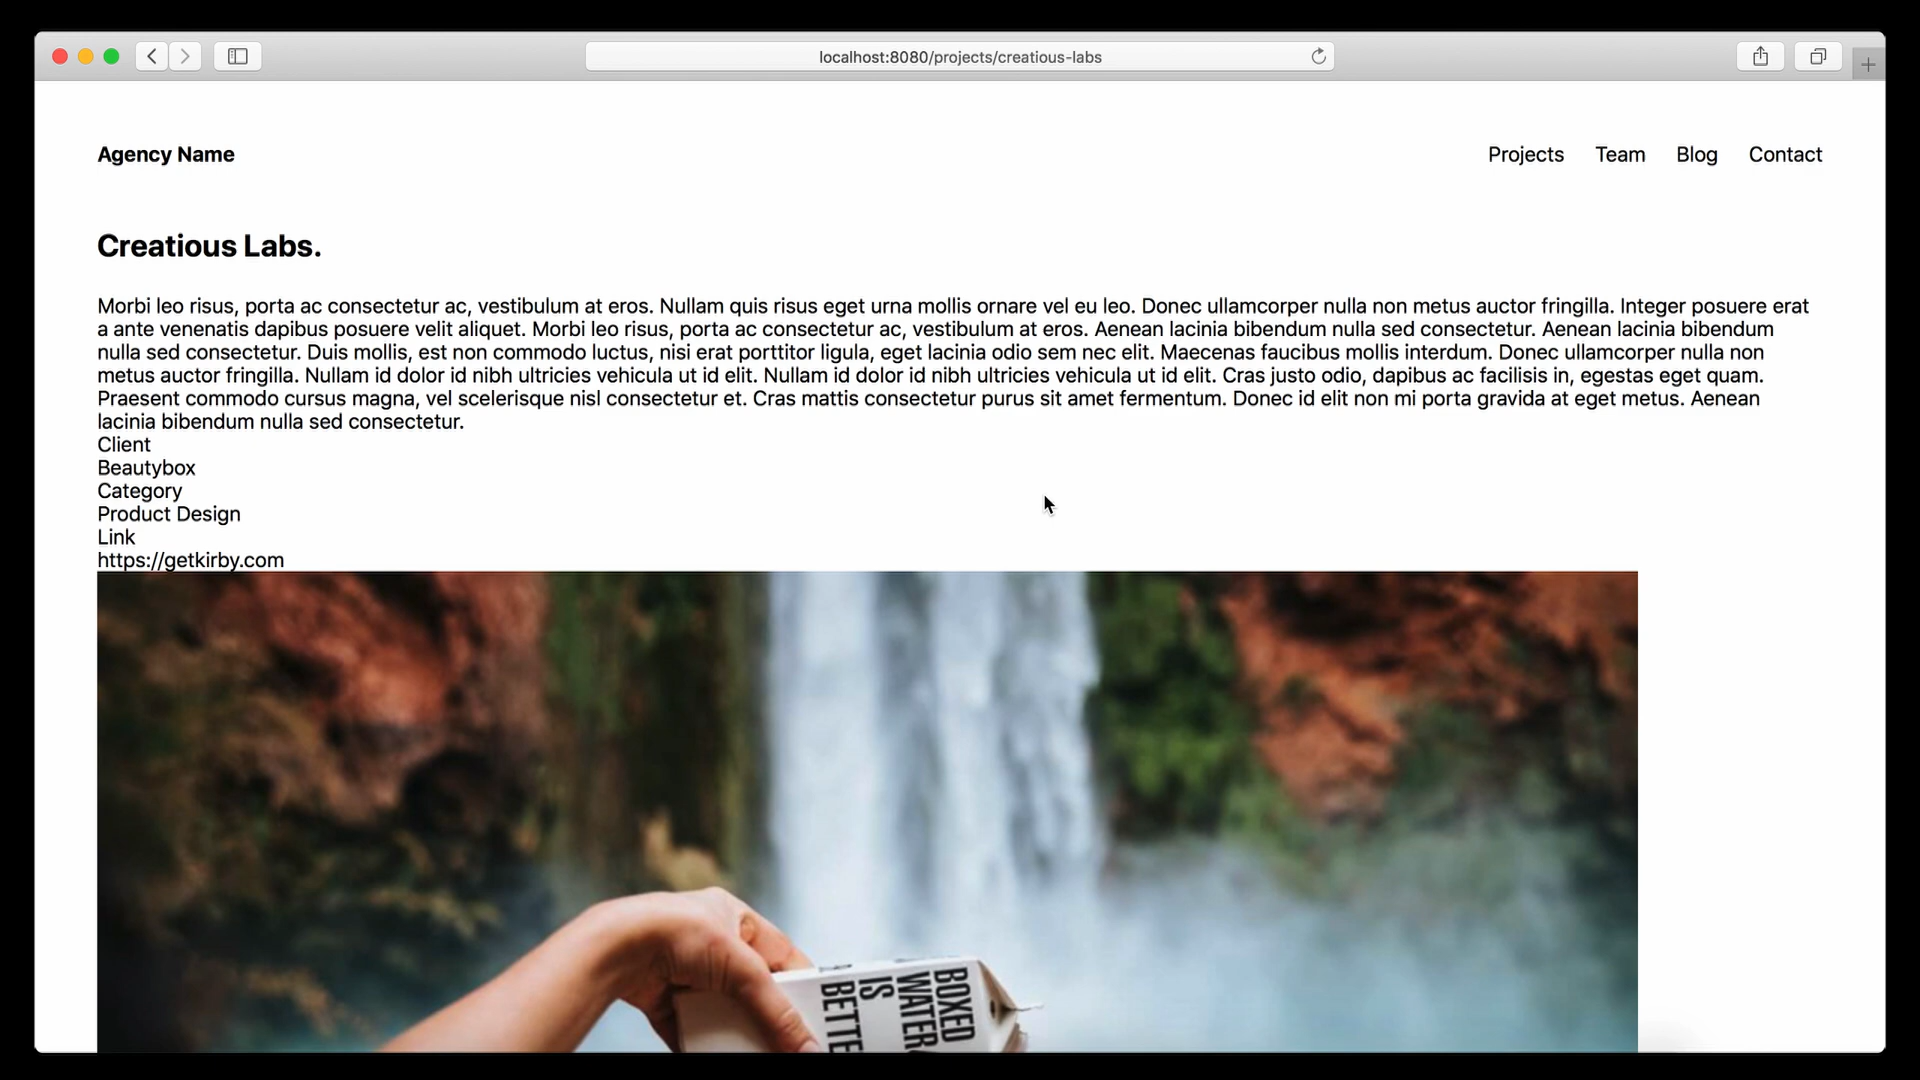 localhost:8080/projects/creatious-labs
Agency Name
Projects Team Blog Contact
Creatious Labs.
Morbi leo risus, porta ac consectetur ac, vestibulum at eros. Nullam quis risus eget urna mollis ornare vel eu leo. Donec ullamcorper nulla non metus auctor fringilla. Integer posuere erat
a ante venenatis dapibus posuere velit aliquet. Morbi leo risus, porta ac consectetur ac, vestibulum at eros. Aenean lacinia bibendum nulla sed consectetur. Aenean lacinia bibendum
nulla sed consectetur. Duis mollis, est non commodo luctus, nisi erat porttitor ligula, eget lacinia odio sem nec elit. Maecenas faucibus mollis interdum. Donec ullamcorper nulla non
metus auctor fringilla. Nullam id dolor id nibh ultricies vehicula ut id elit. Nullam id dolor id nibh ultricies vehicula ut id elit. Cras justo odio, dapibus ac facilisis in, egestas eget quam.
Praesent commodo cursus magna, vel scelerisque nisl consectetur et. Cras mattis consectetur purus sit amet fermentum. Donec id elit non mi porta gravida at eget metus. Aenean
lacinia bibendum nulla sed consectetur.
Client
Beautybox
Category
Product Design
Link
https://getkirby.com
BOXED
WATER
IS
BETTE